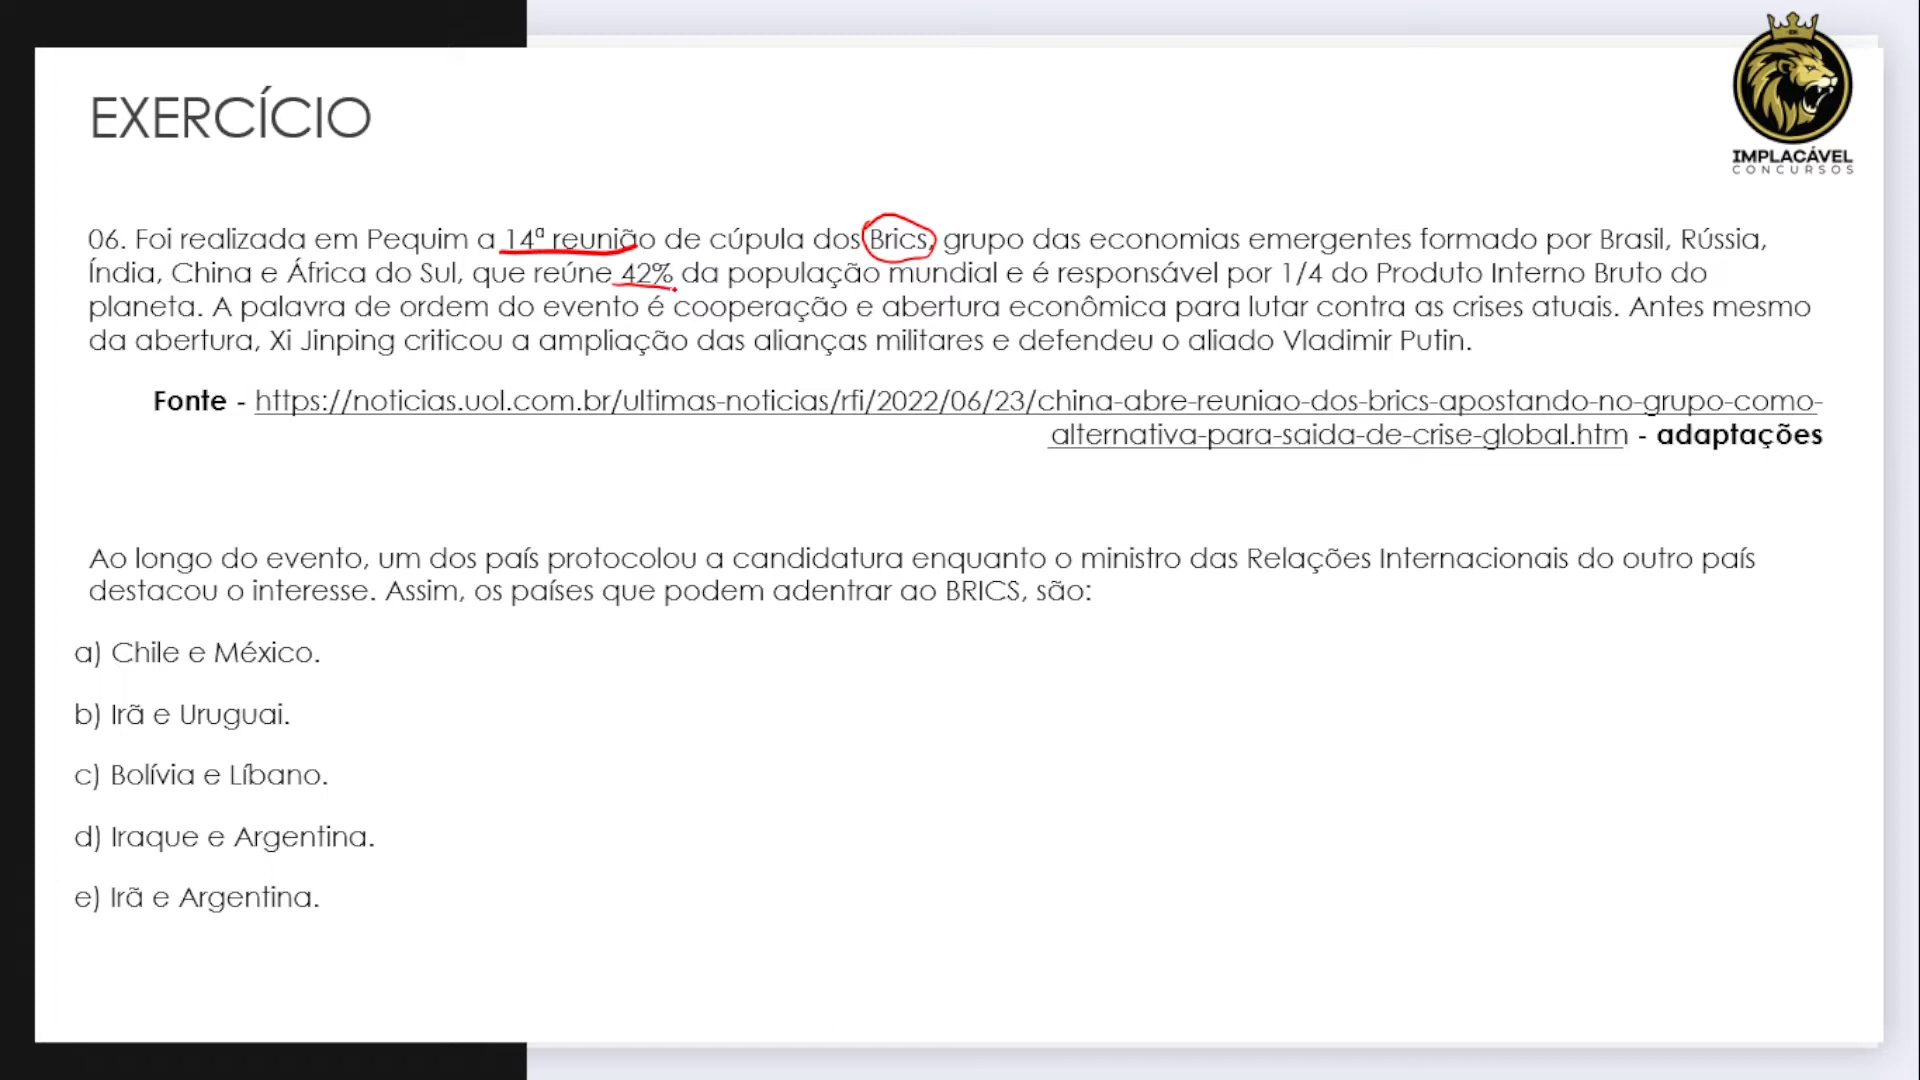 EXERCÍCIO
IMPLACÁVEL
CONCURSOS
06. Foi realizada em Pequim a 14ª reunião de cúpula dos Brics, grupo das economias emergentes formado por Brasil, Rússia,
Índia, China e África do Sul, que reúne 42% da população mundial e é responsável por 1/4 do Produto Interno Bruto do
planeta. A palavra de ordem do evento é cooperação e abertura econômica para lutar contra as crises atuais. Antes mesmo
da abertura, Xi Jinping criticou a ampliação das alianças militares e defendeu o aliado Vladimir Putin.
Fonte - https://noticias.uol.com.br/ultimas-noticias/rfi/2022/06/23/china-abre-reuniao-dos-brics-apostando-no-grupo-como-
alternativa-para-saida-de-crise-global.htm - adaptações
Ao longo do evento, um dos país protocolou a candidatura enquanto o ministro das Relações Internacionais do outro país
destacou o interesse. Assim, os países que podem adentrar ao BRICS, são:
a) Chile e México.
b) Irã e Uruguai.
c) Bolívia e Líbano.
d) Iraque e Argentina.
e) Irã e Argentina.